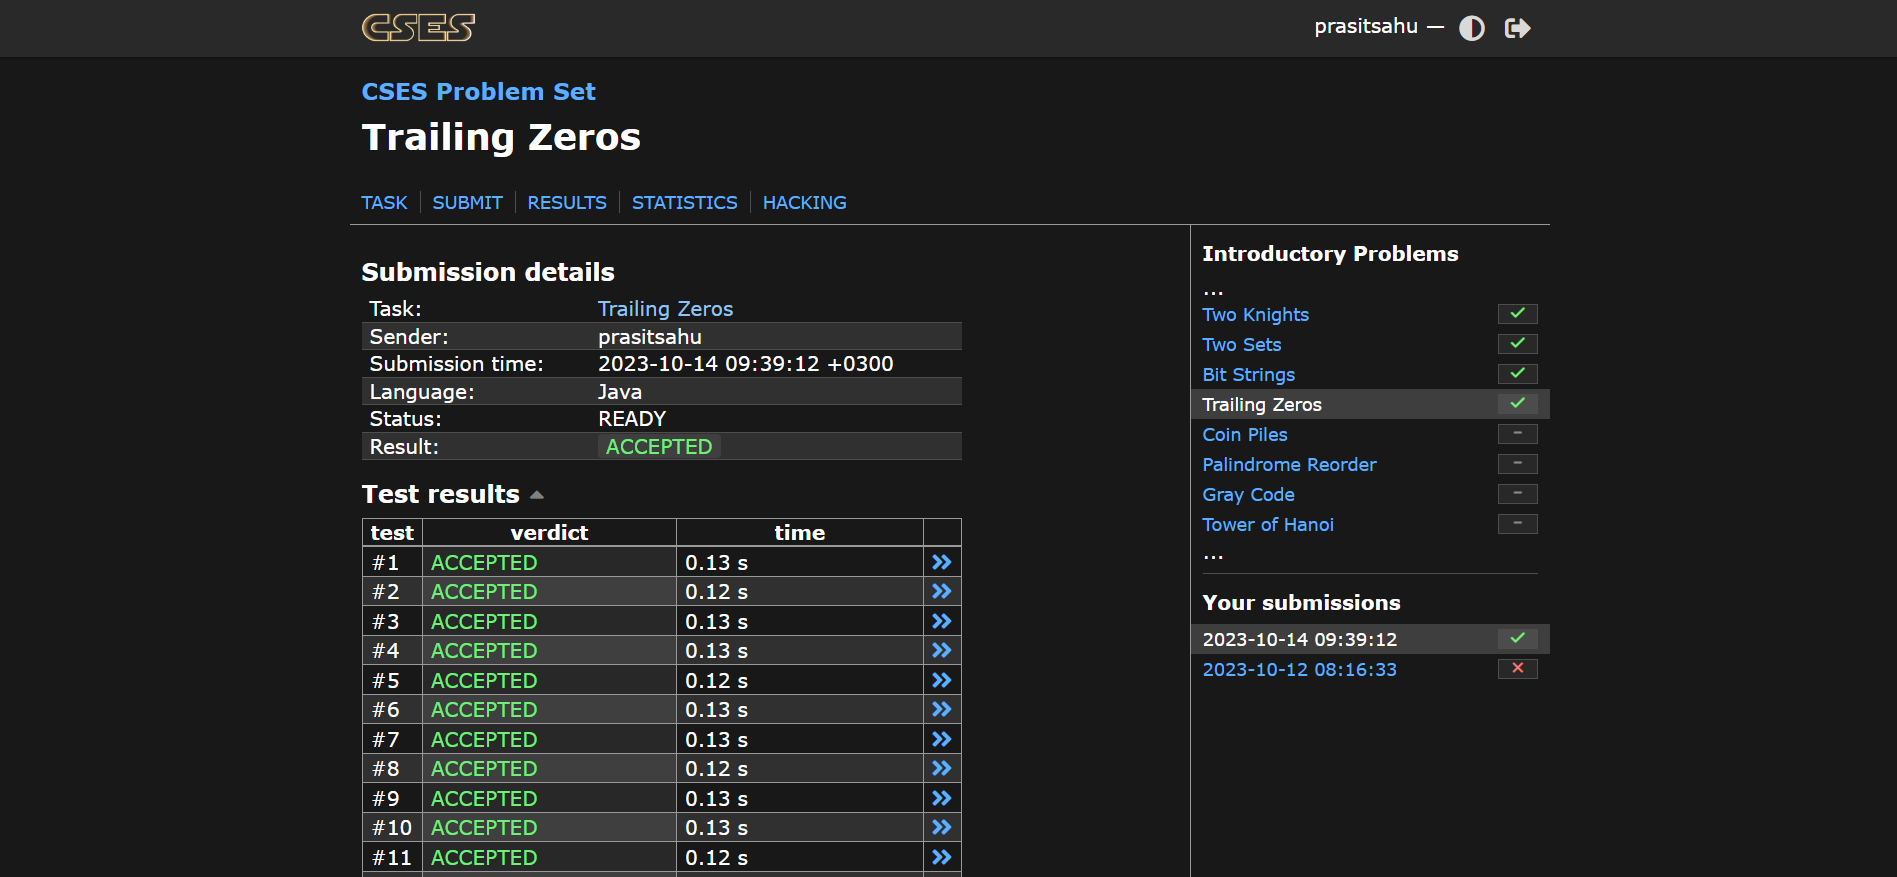 CSES
prasitsahu —
CSES Problem Set
Trailing Zeros
TASK SUBMIT RESULTS STATISTICS HACKING
Submission details
Task: Trailing Zeros
Sender: prasitsahu
Submission time: 2023-10-14 09:39:12 +0300
Language: Java
Status: READY
Result: ACCEPTED
Test results
test verdict time
#1 ACCEPTED 0.13 s
#2 ACCEPTED 0.12 s
#3 ACCEPTED 0.13 s
#4 ACCEPTED 0.13 s
#5 ACCEPTED 0.12 s
#6 ACCEPTED 0.13 s
#7 ACCEPTED 0.13 s
#8 ACCEPTED 0.12 s
#9 ACCEPTED 0.13 s
#10 ACCEPTED 0.13 s
#11 ACCEPTED 0.12 s
Introductory Problems
...
Two Knights
Two Sets
Bit Strings
Trailing Zeros
Coin Piles –
Palindrome Reorder –
Gray Code –
Tower of Hanoi –
...
Your submissions
2023-10-14 09:39:12
2023-10-12 08:16:33